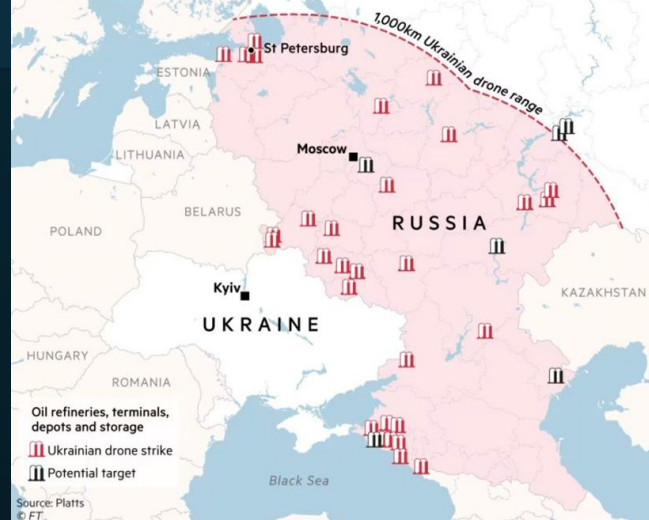 1,000km Ukrainian drone range
St Petersburg
ESTONIA
LATVIA
LITHUANIA
Moscow
BELARUS
RUSSIA
POLAND
Kyiv
KAZAKHSTAN
UKRAINE
HUNGARY
ROMANIA
Oil refineries, terminals,
depots and storage
Ukrainian drone strike
Potential target
Black Sea
Source: Platts
© FT